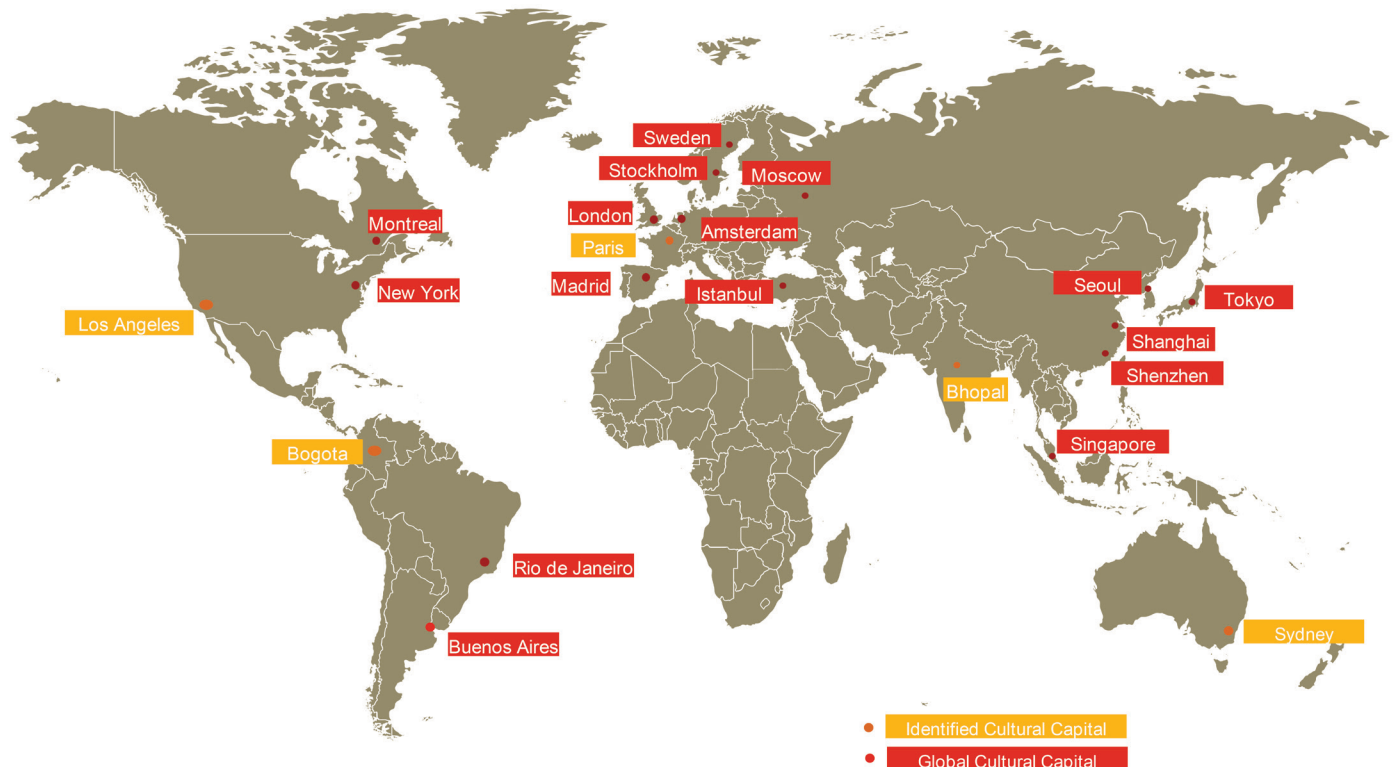 Sweden
Stockholm
Moscow
London
Montreal
Amsterdam
Paris
Madrid
Istanbul
Seoul
New York
Tokyo
Los Angeles
Shanghai
Shenzhen
Bhopal
Singapore
Bogota
Rio de Janeiro
Sydney
Buenos Aires
Identified Cultural Capital
Global Cultural Capital